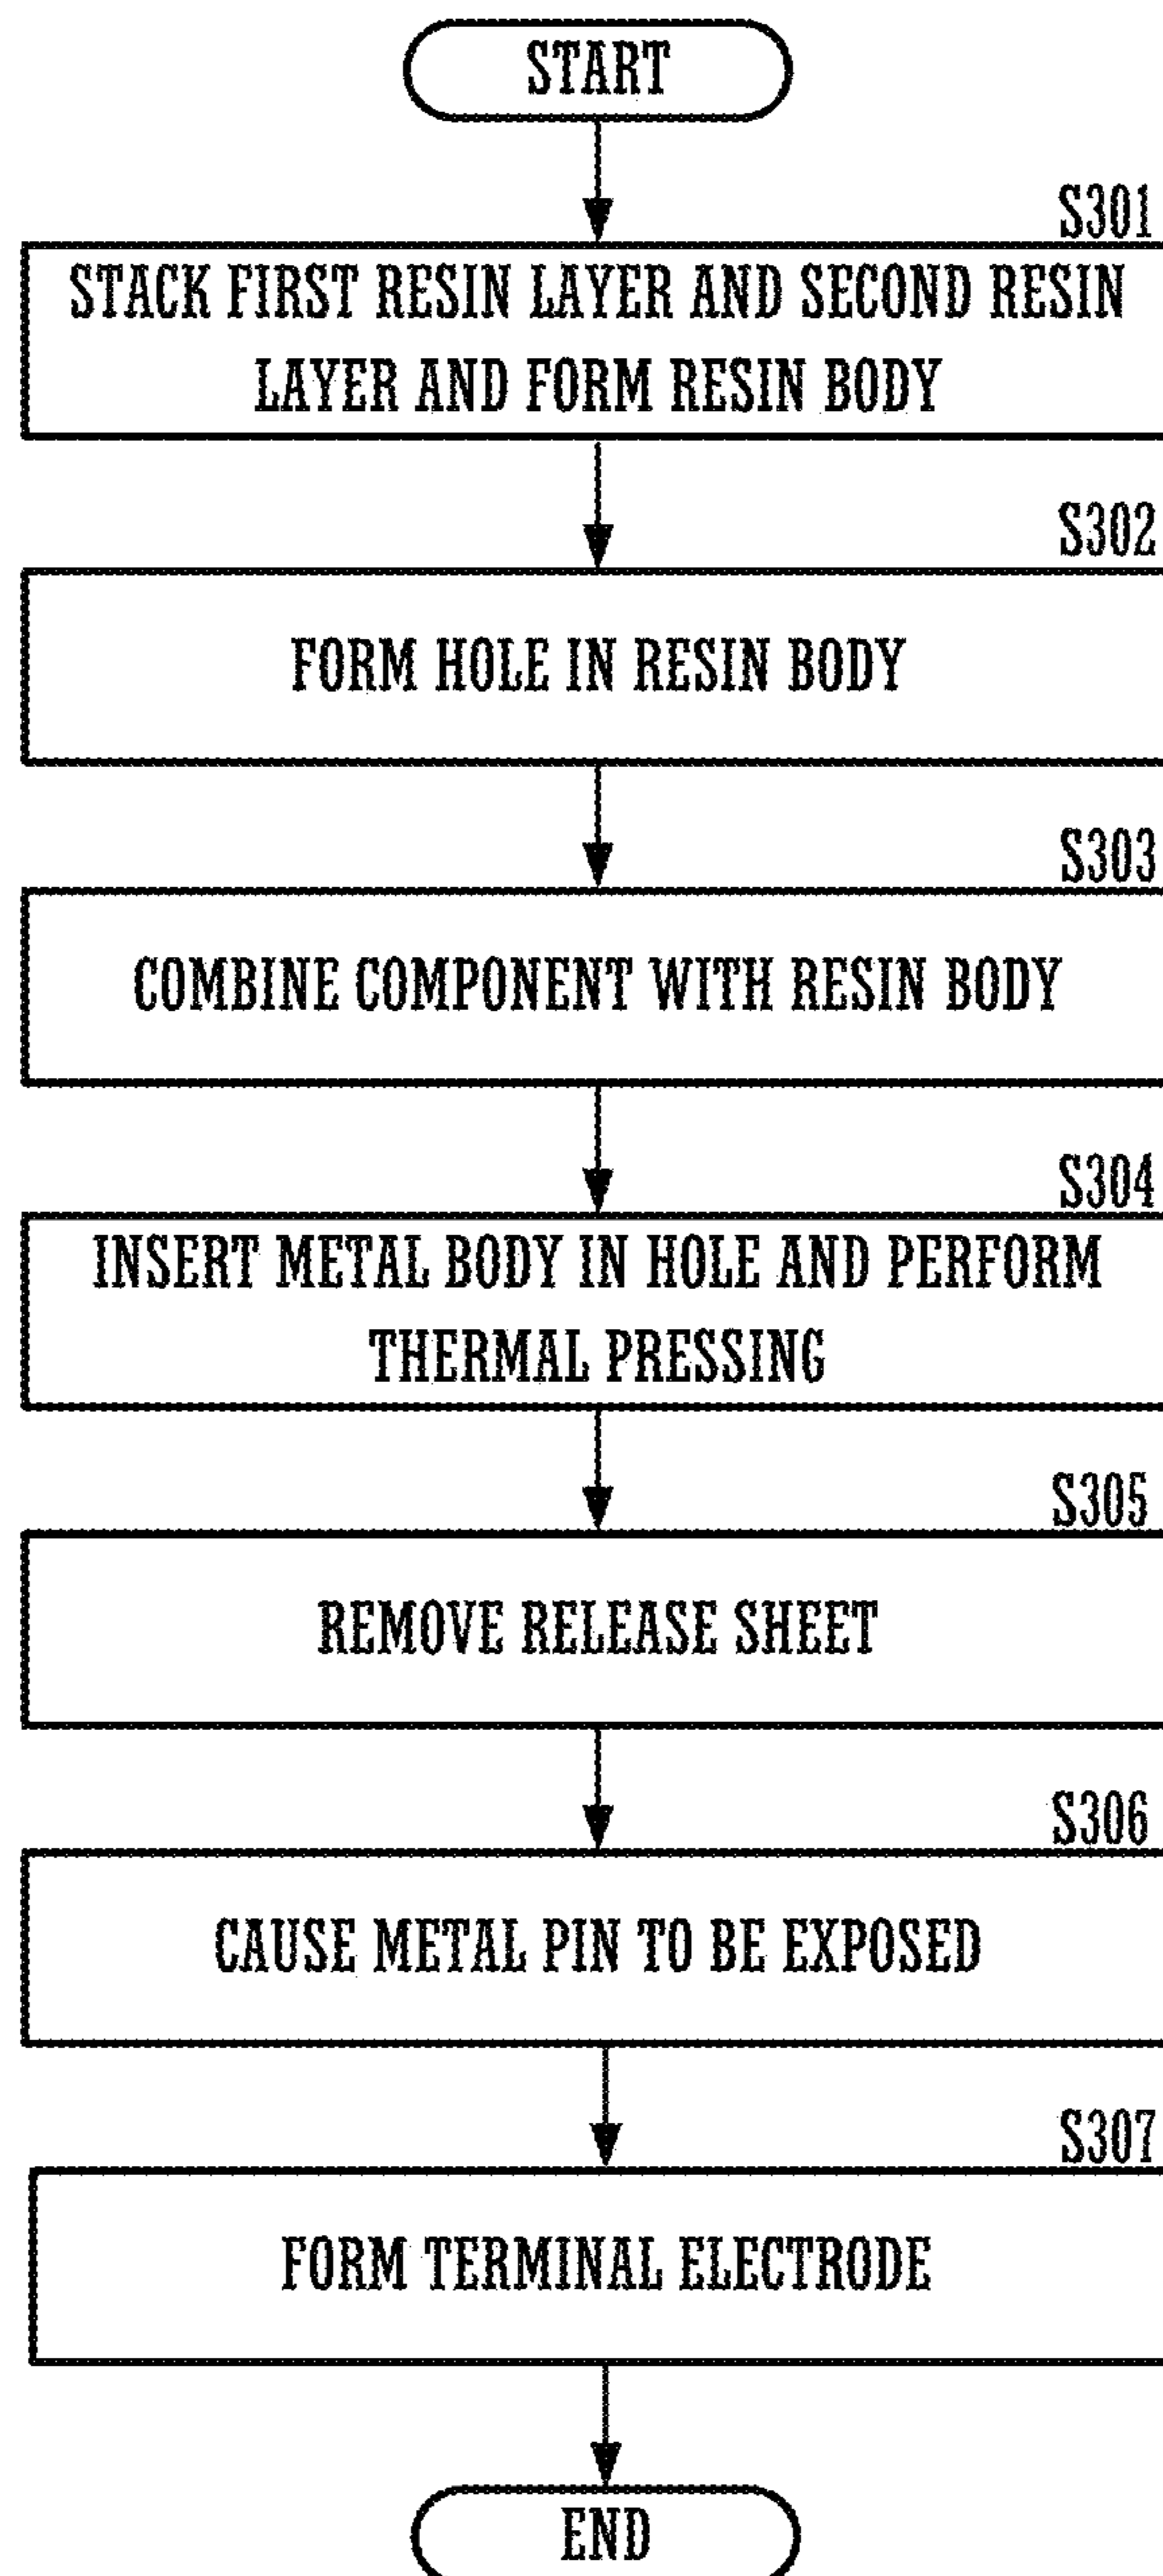 START
S301
STACK FIRST RESIN LAYER AND SECOND RESIN
LAYER AND FORM RESIN BODY
S302
FORM HOLE IN RESIN BODY
S303
COMBINE COMPONENT WITH RESIN BODY
S304
INSERT METAL BODY IN HOLE AND PERFORM
THERMAL PRESSING
S305
REMOVE RELEASE SHEET
S306
CAUSE METAL PIN TO BE EXPOSED
S307
FORM TERMINAL ELECTRODE
END